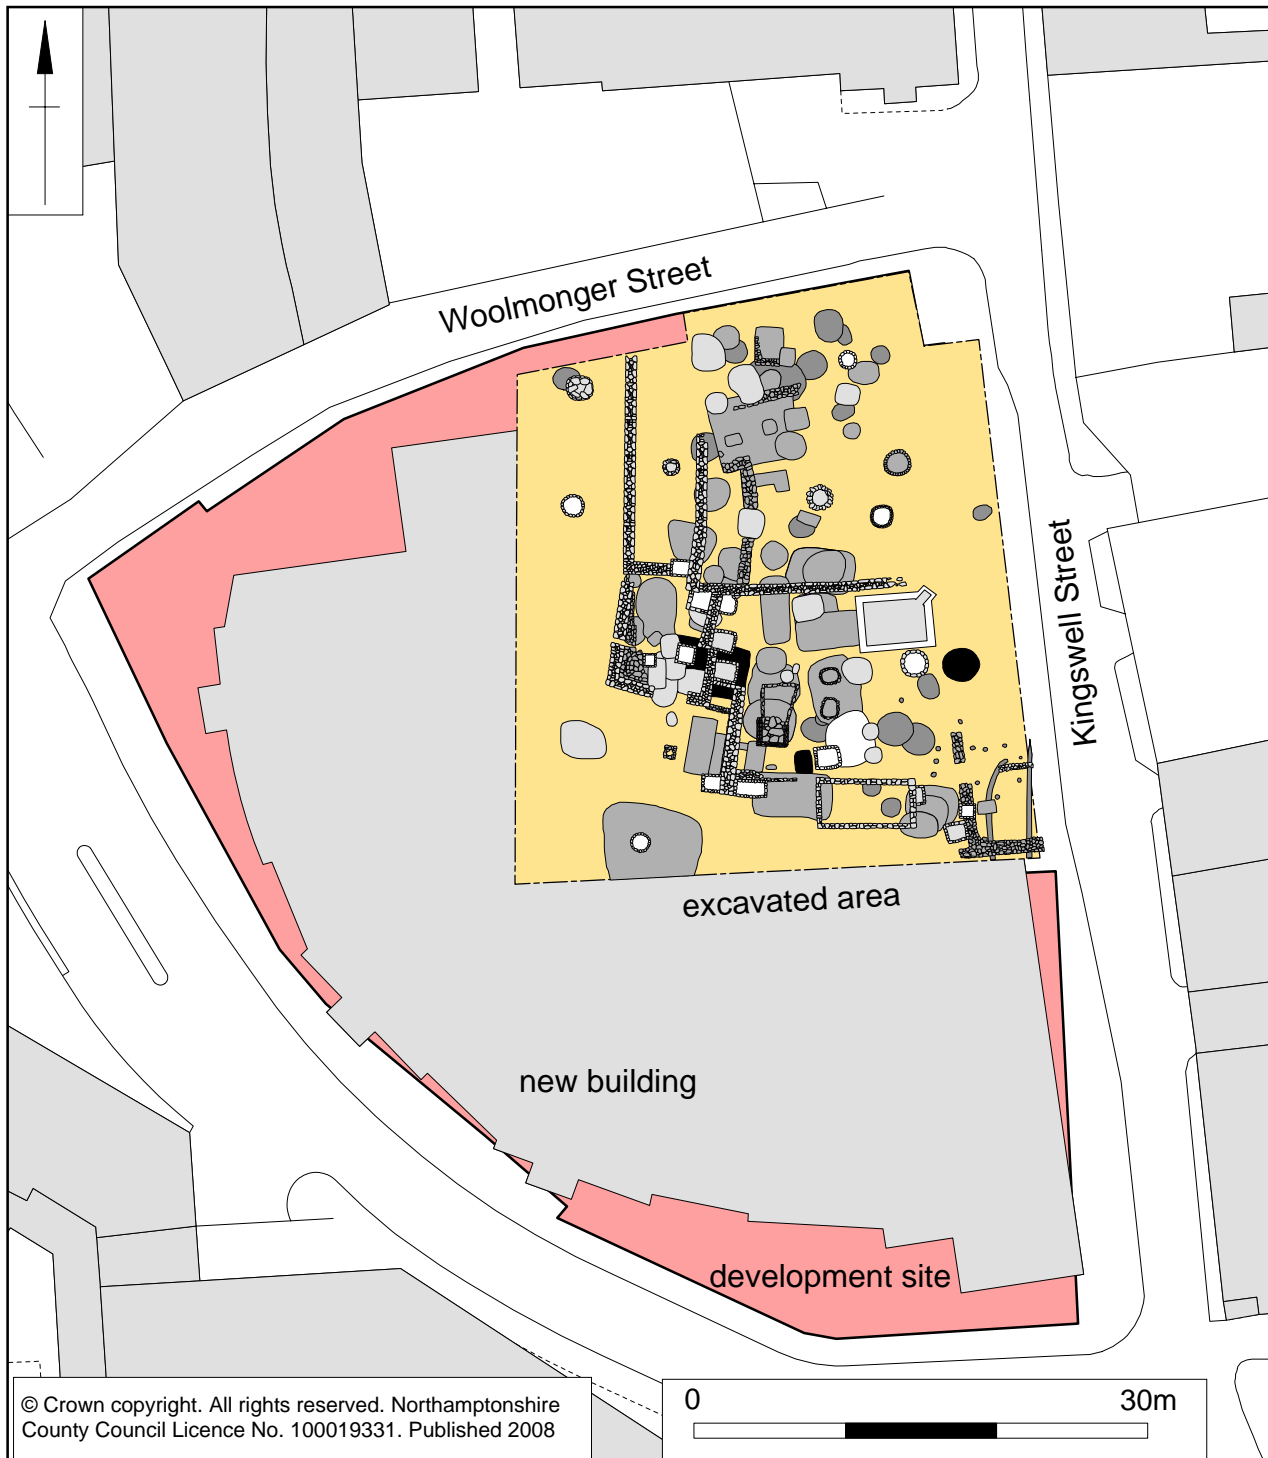 Woolmonger Street
Kingswell Street
excavated area
new building
development site
© Crown copyright. All rights reserved. Northamptonshire
County Council Licence No. 100019331. Published 2008
0 30m